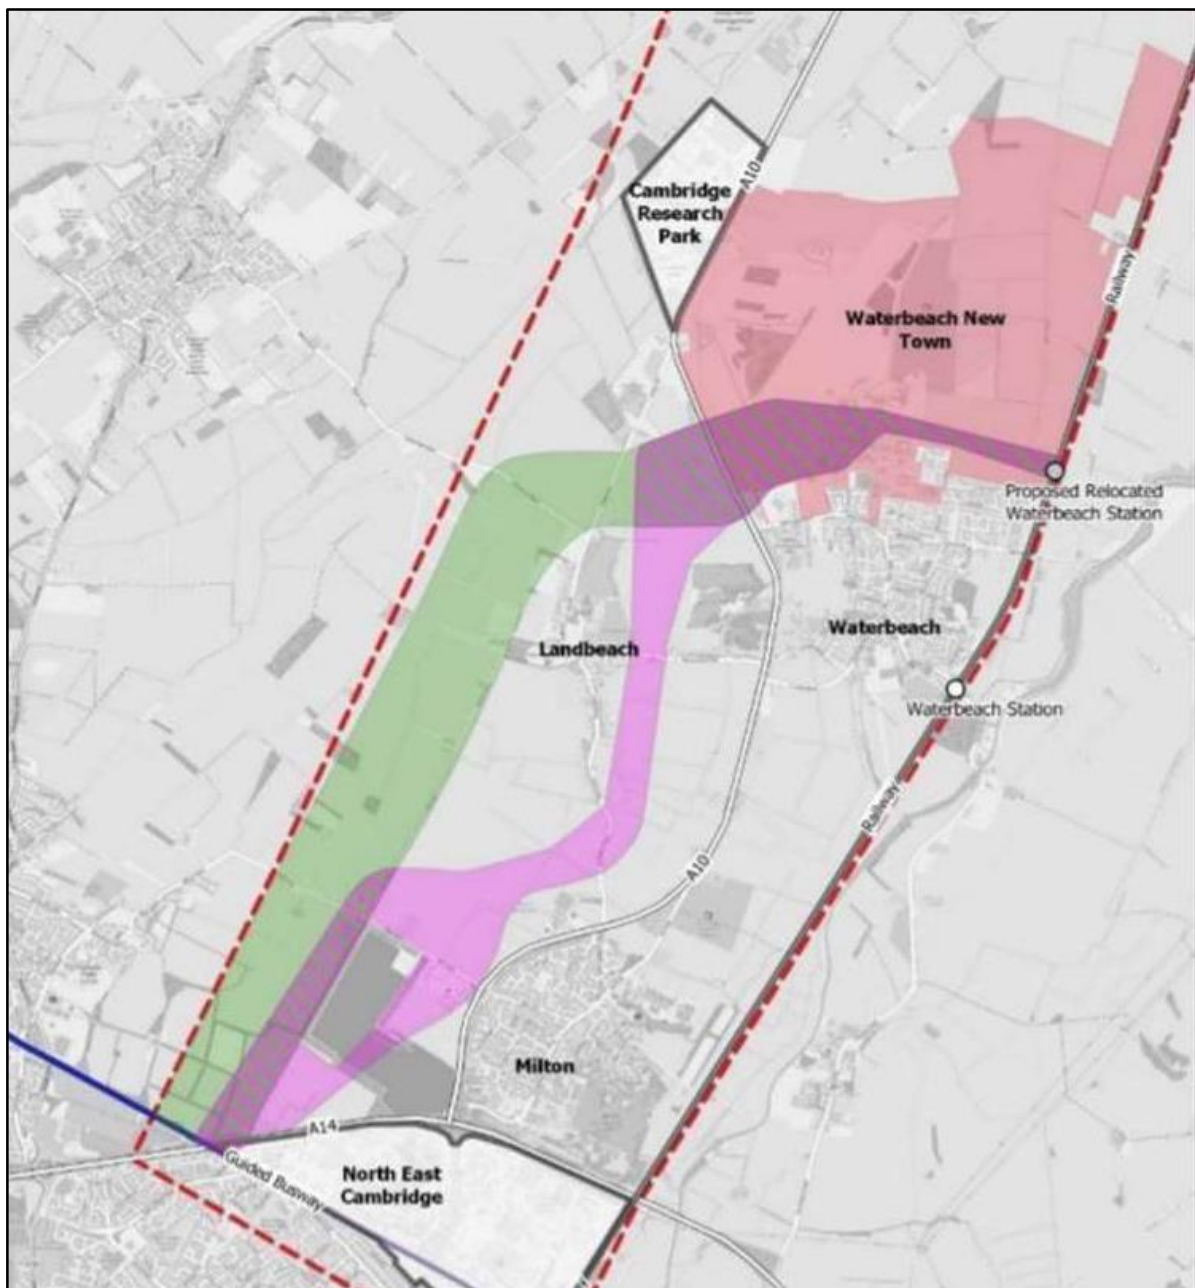 Cambridge
Research
Park
A10
Railway
Waterbeach New
Town
Proposed Relocated
Waterbeach Station
Landbeach
Waterbeach
Waterbeach Station
Railway
A10
Milton
A14
Guided Busway
North East
Cambridge